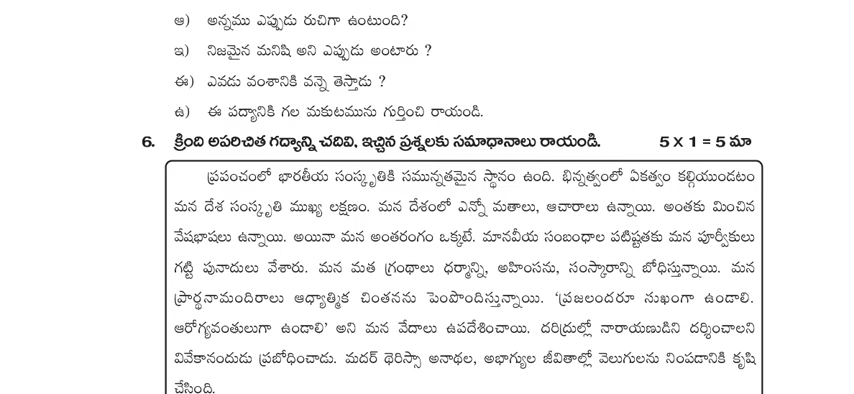 ఆ) అన్నము ఎప్పుడు రుచిగా ఉంటుంది?
ఇ) నిజమైన మనిషి అని ఎప్పుడు అంటారు ?
ఈ) ఎవడు వంశానికి వన్నె తెస్తాడు ?
ఉ) ఈ పద్యానికి గల మకుటమును గుర్తించి రాయండి.
6. క్రింది అపరిచిత గద్యాన్ని చదివి, ఇచ్చిన ప్రశ్నలకు సమాధానాలు రాయండి. 5 X 1 = 5 మా
ప్రపంచంలో భారతీయ సంస్కృతికి సమున్నతమైన స్థానం ఉంది. భిన్నత్వంలో ఏకత్వం కల్గియుండటం
మన దేశ సంస్కృతి ముఖ్య లక్షణం. మన దేశంలో ఎన్నో మతాలు, ఆచారాలు ఉన్నాయి. అంతకు మించిన
వేషభాషలు ఉన్నాయి. అయినా మన అంతరంగం ఒక్కటే. మానవీయ సంబంధాల పటిష్టతకు మన పూర్వీకులు
గట్టి పునాదులు వేశారు. మన మత గ్రంథాలు ధర్మాన్ని, అహింసను, సంస్కారాన్ని బోధిస్తున్నాయి. మన
ప్రార్థనామందిరాలు ఆధ్యాత్మిక చింతనను పెంపొందిస్తున్నాయి. 'ప్రజలందరూ సుఖంగా ఉండాలి.
ఆరోగ్యవంతులుగా ఉండాలి' అని మన వేదాలు ఉపదేశించాయి. దరిద్రుల్లో నారాయణుడిని దర్శించాలని
వివేకానందుడు ప్రబోధించాడు. మదర్ థెరిస్సా అనాథల, అభాగ్యుల జీవితాల్లో వెలుగులను నింపడానికి కృషి
చేసింది.